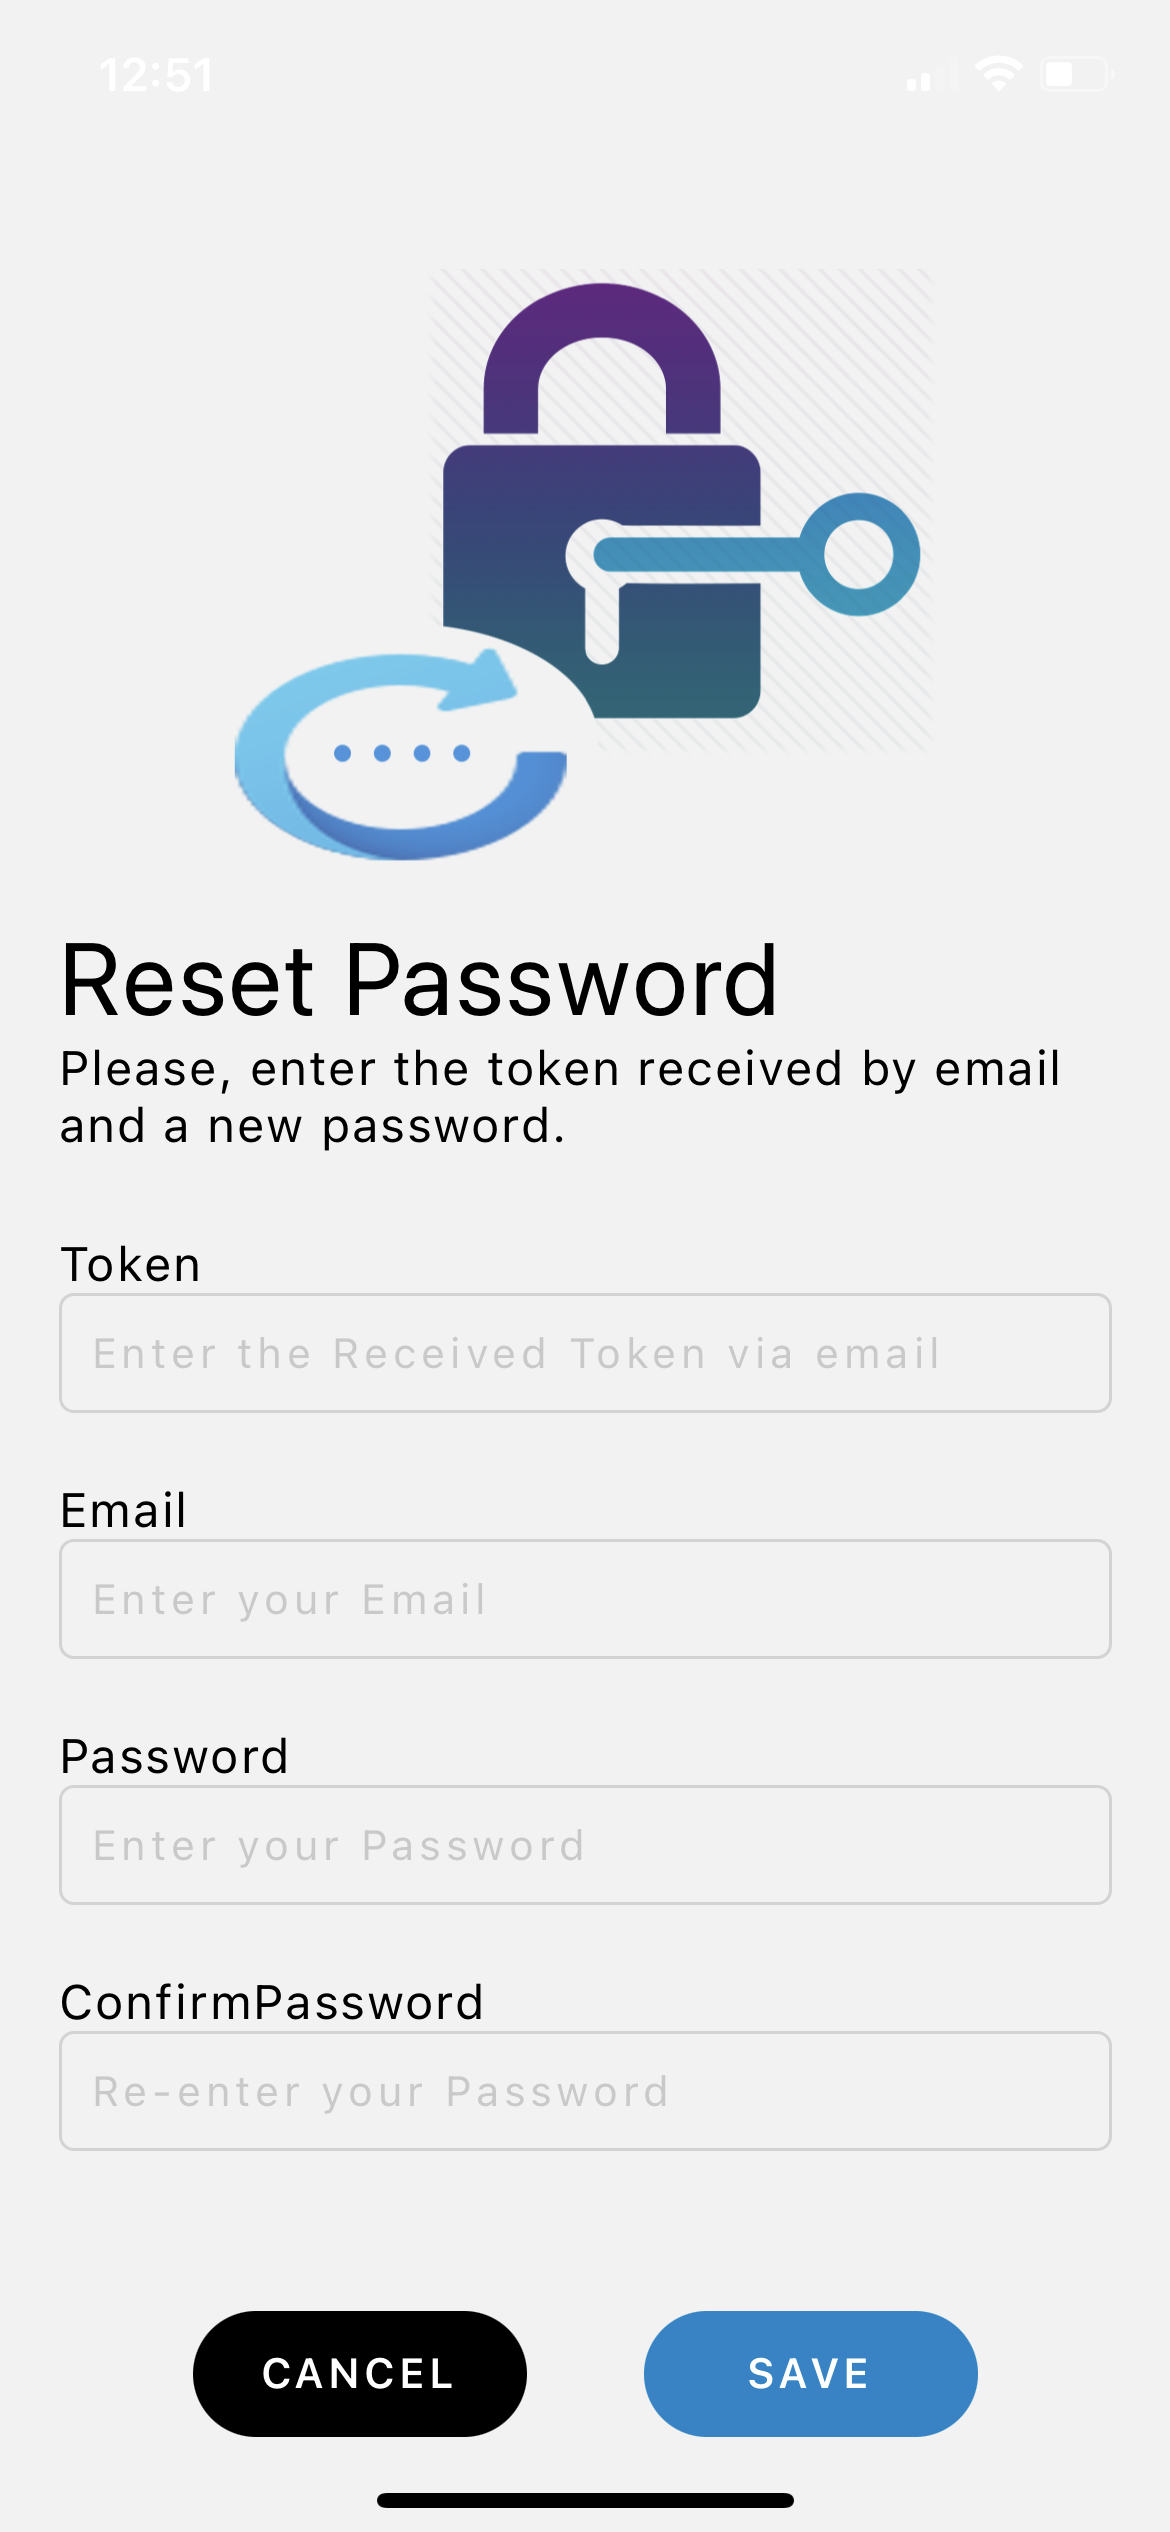 12:51
Reset Password
Please, enter the token received by email
and a new password.
Token
Enter the Received Token via email
Email
Enter your Email
Password
Enter your Password
ConfirmPassword
Re-enter your Password
CANCEL
SAVE